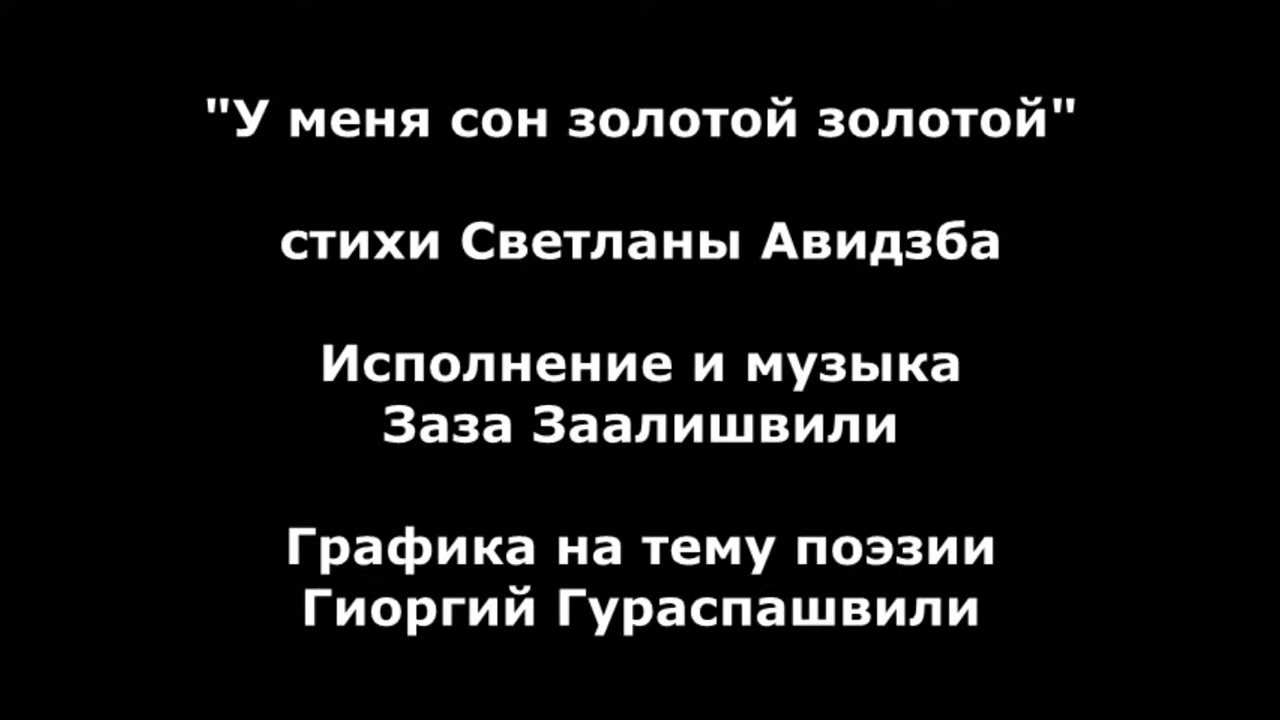 "У меня сон золотой золотой"
стихи Светланы Авидзба
Исполнение и музыка
Заза Заалишвили
Графика на тему поэзии
Гиоргий Гураспашвили